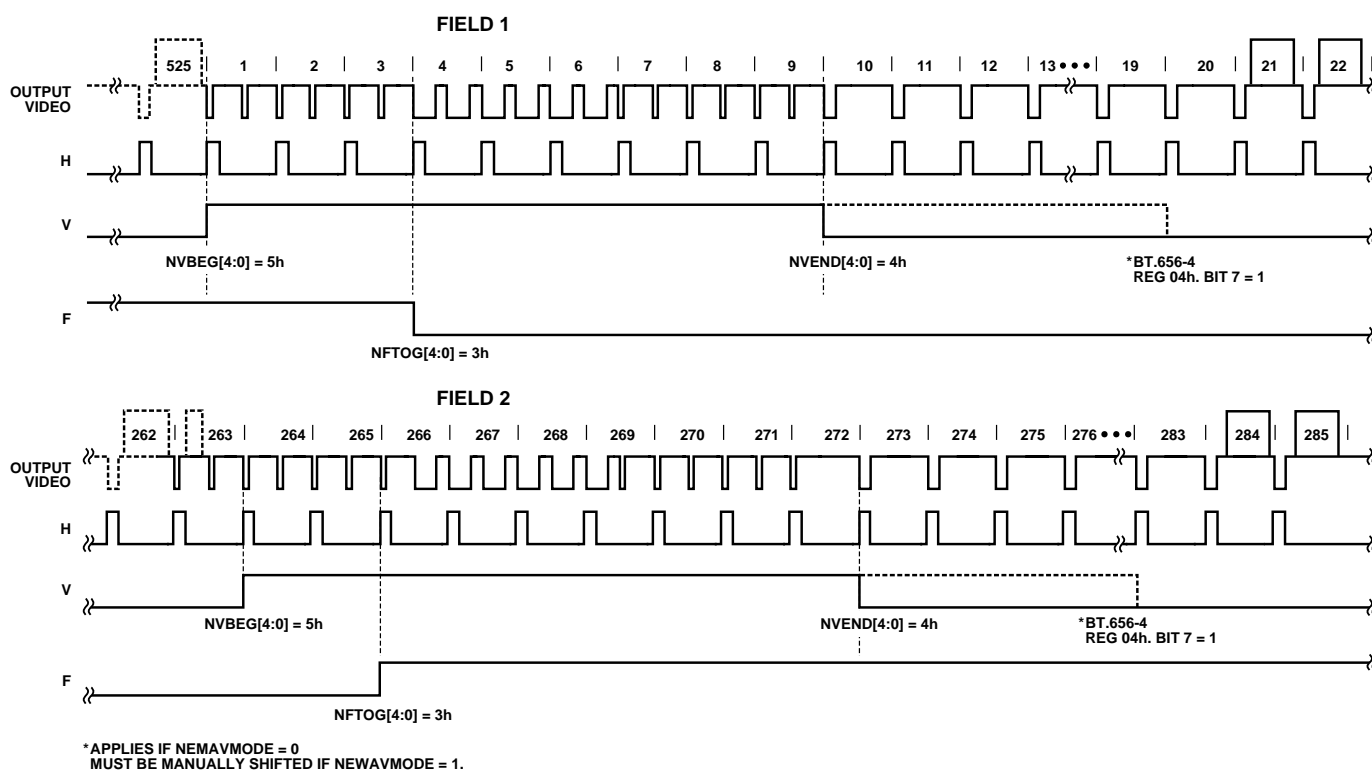 FIELD 1
525 1 2 3 4 5 6 7 8 9 10 11 12 13 ••• 19 20 21 22
OUTPUT
VIDEO
H
V
NVBEG[4:0] = 5h
NVEND[4:0] = 4h
*BT.656-4
REG 04h. BIT 7 = 1
F
NFTOG[4:0] = 3h
FIELD 2
262 263 264 265 266 267 268 269 270 271 272 273 274 275 276 ••• 283 284 285
OUTPUT
VIDEO
H
V
NVBEG[4:0] = 5h
NVEND[4:0] = 4h
*BT.656-4
REG 04h. BIT 7 = 1
F
NFTOG[4:0] = 3h
*APPLIES IF NEMAVMODE = 0
MUST BE MANUALLY SHIFTED IF NEWAVMODE = 1.